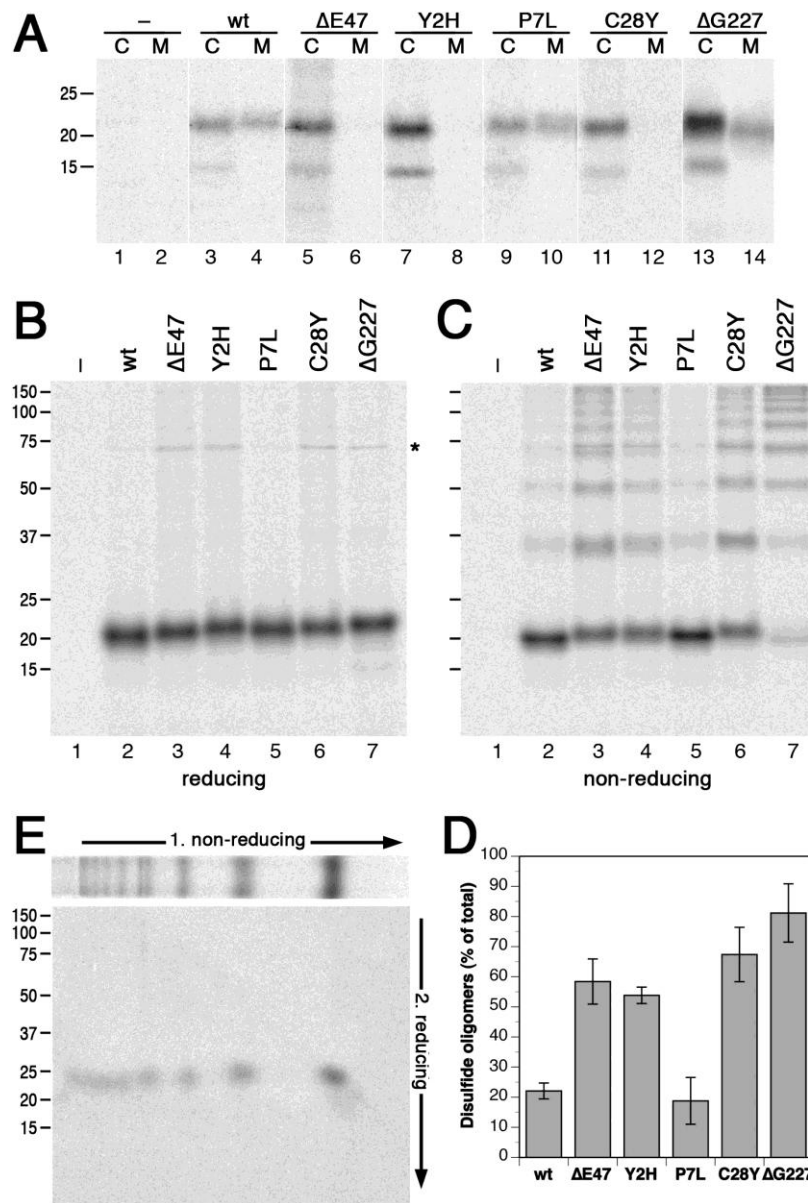 A
– wt ΔE47 Y2H P7L C28Y ΔG227
C M C M C M C M C M C M C M
25
20
15
1 2 3 4 5 6 7 8 9 10 11 12 13 14
B
– wt ΔE47 Y2H P7L C28Y ΔG227
150
100
75
*
50
37
25
20
15
1 2 3 4 5 6 7
reducing
C
– wt ΔE47 Y2H P7L C28Y ΔG227
1 2 3 4 5 6 7
non-reducing
E
1. non-reducing
150
100
75
50
37
25
20
15
2. reducing
D
Disulfide oligomers (% of total)
100
90
80
70
60
50
40
30
20
10
0
wt ΔE47 Y2H P7L C28Y ΔG227